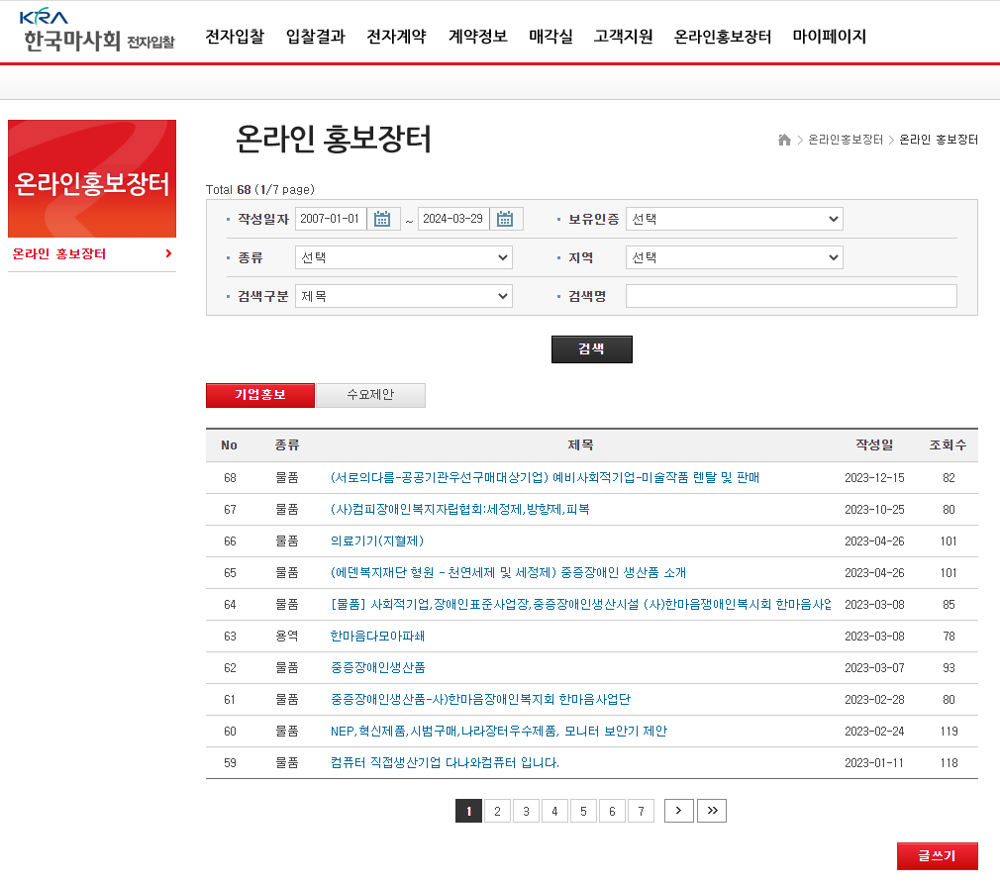 KRA
한국마사회 전자입찰
전자입찰 입찰결과 전자계약 계약정보 매각실 고객지원 온라인홍보장터 마이페이지
온라인홍보장터
온라인 홍보장터
온라인 홍보장터
온라인홍보장터 > 온라인 홍보장터
Total 68 (1/7 page)
작성일자 2007-01-01 ~ 2024-03-29 보유인증 선택
종류 선택 지역 선택
검색구분 제목 검색명
검색
기업홍보 수요제안
No 종류 제목 작성일 조회수
68 물품 (서로의다름-공공기관우선구매대상기업) 예비사회적기업-미술작품 렌탈 및 판매 2023-12-15 82
67 물품 (사)컴피장애인복지자립협회:세정제,방향제,피복 2023-10-25 80
66 물품 의료기기(지혈제) 2023-04-26 101
65 물품 (에덴복지재단 형원 - 천연세제 및 세정제) 중증장애인 생산품 소개 2023-04-26 101
64 물품 [물품] 사회적기업,장애인표준사업장,중증장애인생산시설 (사)한마음쟁애인복시회 한마음사업 2023-03-08 85
63 용역 한마음다모아파쇄 2023-03-08 78
62 물품 중증장애인생산품 2023-03-07 93
61 물품 중증장애인생산품-사)한마음장애인복지회 한마음사업단 2023-02-28 80
60 물품 NEP,혁신제품,시범구매,나라장터우수제품, 모니터 보안기 제안 2023-02-24 119
59 물품 컴퓨터 직접생산기업 다나와컴퓨터 입니다. 2023-01-11 118
1 2 3 4 5 6 7 > >>
글쓰기